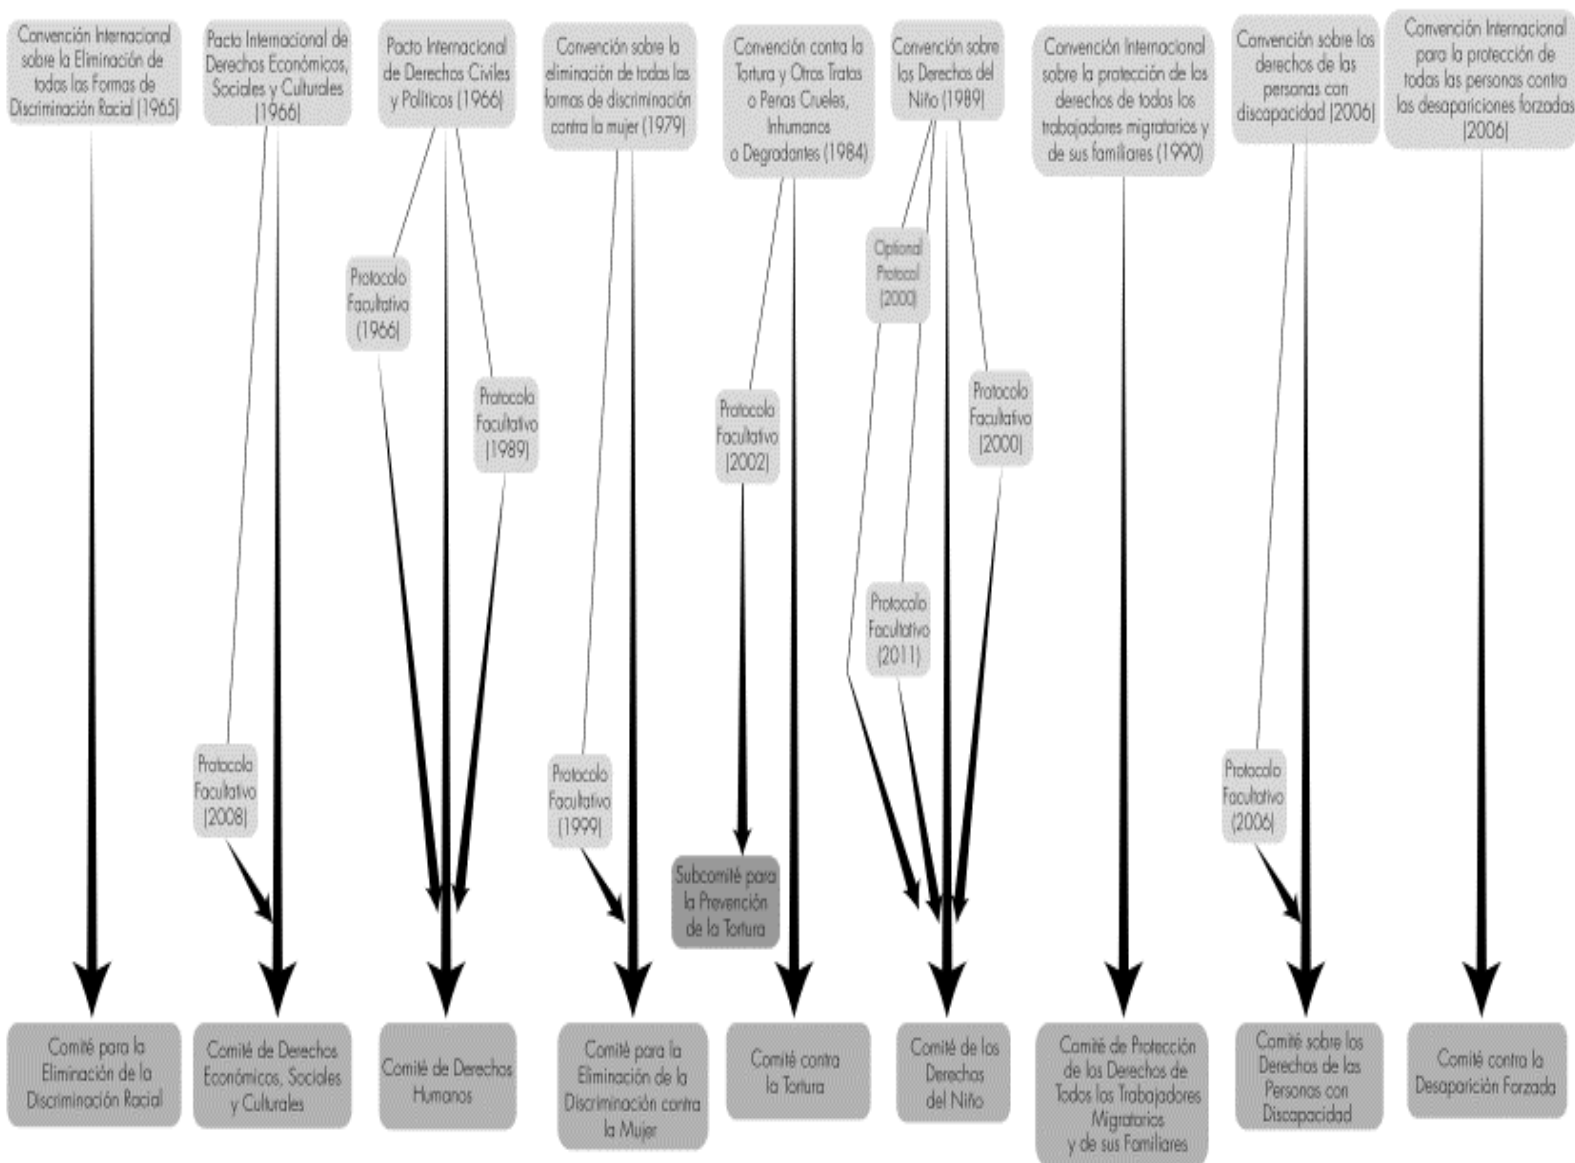 Convención Internacional
sobre la Eliminación de
todas las Formas de
Discriminación Racial (1965)
Pacto Internacional de
Derechos Económicos,
Sociales y Culturales
(1966)
Pacto Internacional
de Derechos Civiles
y Políticos (1966)
Convención sobre la
eliminación de todas las
formas de discriminación
contra la mujer (1979)
Convención contra la
Tortura y Otros Tratos
o Penas Crueles,
Inhumanos
o Degradantes (1984)
Convención sobre
los Derechos del
Niño (1989)
Convención Internacional
sobre la protección de los
derechos de todos los
trabajadores migratorios y
de sus familiares (1990)
Convención sobre los
derechos de las
personas con
discapacidad (2006)
Convención Internacional
para la protección de
todas las personas contra
las desapariciones forzadas
(2006)
Optional
Protocol
(2000)
Protocolo
Facultativo
(1966)
Protocolo
Facultativo
(1989)
Protocolo
Facultativo
(2002)
Protocolo
Facultativo
(2000)
Protocolo
Facultativo
(2011)
Protocolo
Facultativo
(2008)
Protocolo
Facultativo
(1999)
Protocolo
Facultativo
(2006)
Subcomité para
la Prevención
de la Tortura
Comité para la
Eliminación de la
Discriminación Racial
Comité de Derechos
Económicos, Sociales
y Culturales
Comité de Derechos
Humanos
Comité para la
Eliminación de la
Discriminación contra
la Mujer
Comité contra
la Tortura
Comité de los
Derechos
del Niño
Comité de Protección
de los Derechos de
Todos los Trabajadores
Migratorios
y de sus Familiares
Comité sobre los
Derechos de las
Personas con
Discapacidad
Comité contra la
Desaparición Forzada